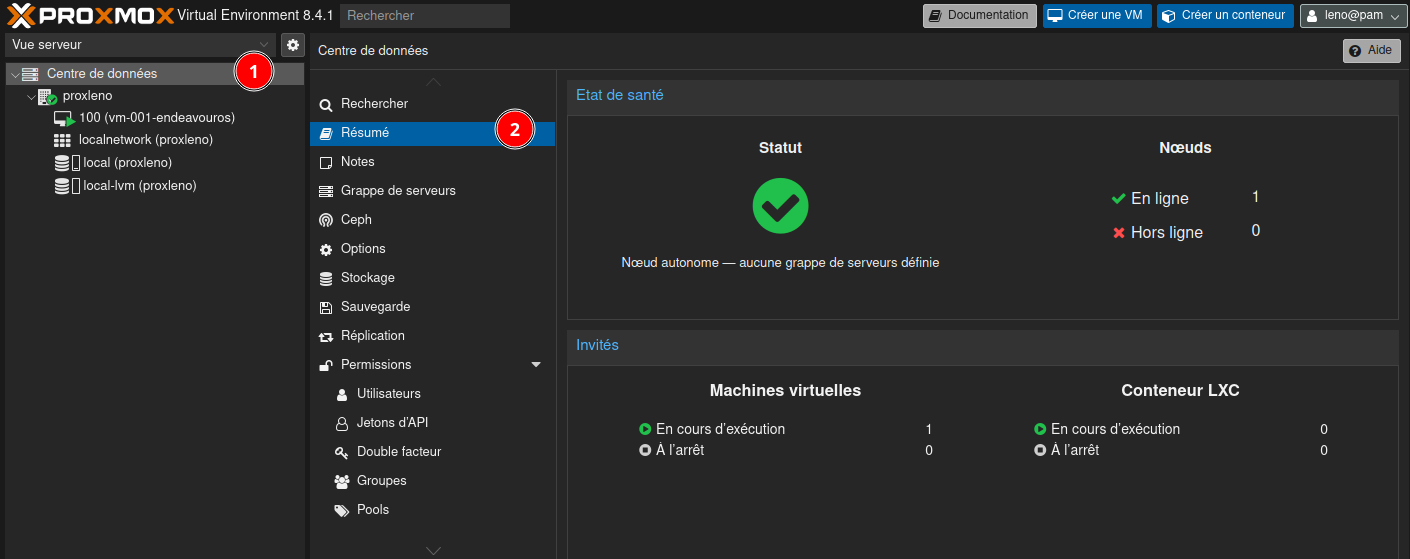 PROXMOX Virtual Environment 8.4.1
Rechercher
Documentation
Créer une VM
Créer un conteneur
leno@pam
Vue serveur
Centre de données
1
proxleno
100 (vm-001-endeavouros)
localnetwork (proxleno)
local (proxleno)
local-lvm (proxleno)
Centre de données
Aide
Rechercher
Résumé
2
Notes
Grappe de serveurs
Ceph
Options
Stockage
Sauvegarde
Réplication
Permissions
Utilisateurs
Jetons d'API
Double facteur
Groupes
Pools
Etat de santé
Statut
Nœud autonome — aucune grappe de serveurs définie
Nœuds
En ligne 1
Hors ligne 0
Invités
Machines virtuelles
En cours d'exécution 1
À l'arrêt 0
Conteneur LXC
En cours d'exécution 0
À l'arrêt 0